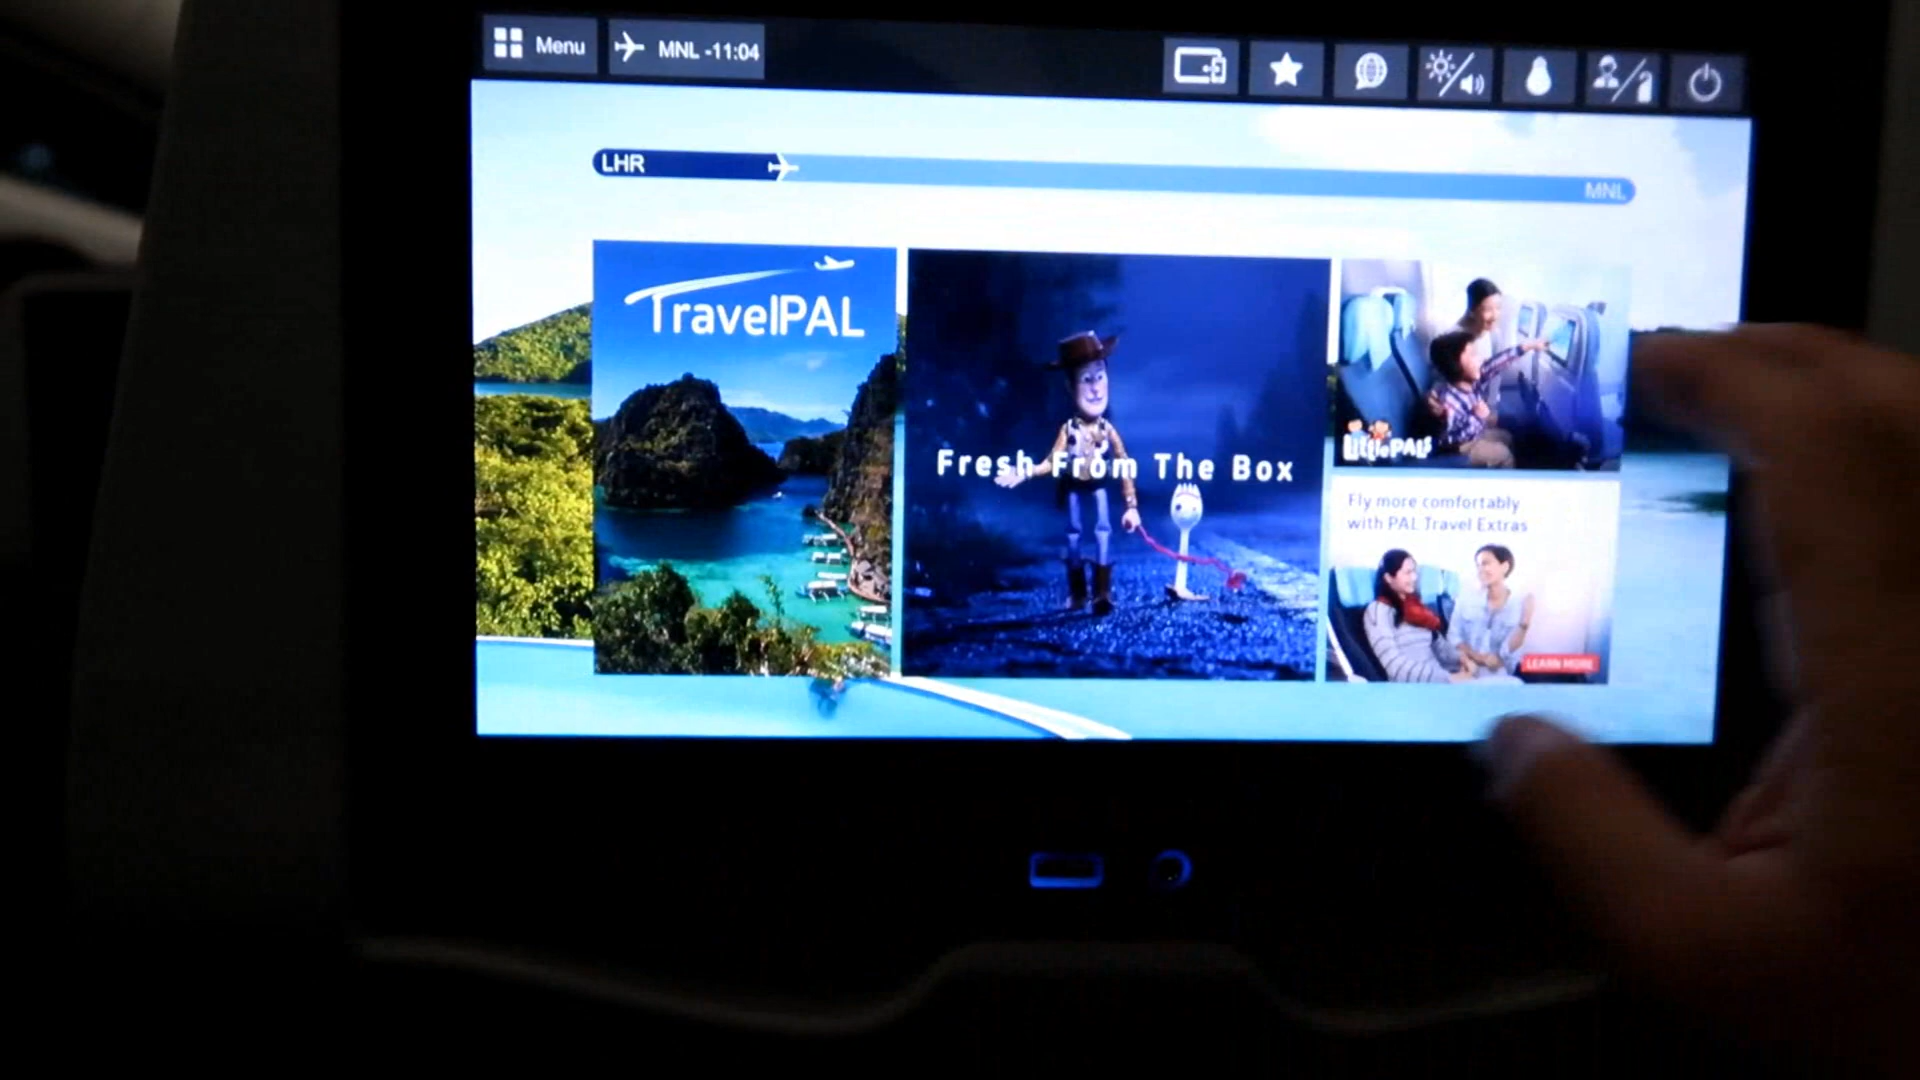 Menu
MNL -11:04
LHR
MNL
TravelPAL
Fresh From The Box
LittlePALs
Fly more comfortably
with PAL Travel Extras
LEARN MORE